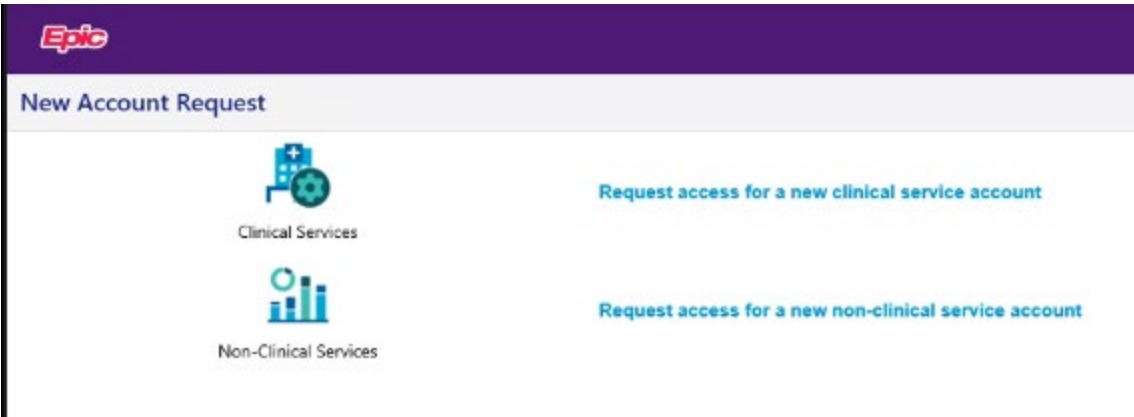 Epic
New Account Request
Request access for a new clinical service account
Clinical Services
Request access for a new non-clinical service account
Non-Clinical Services